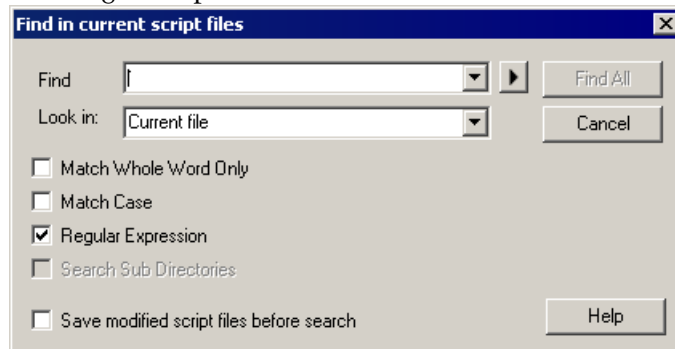 Find in current script files
Find
Find All
Look in: Current file
Cancel
Match Whole Word Only
Match Case
Regular Expression
Search Sub Directories
Save modified script files before search
Help